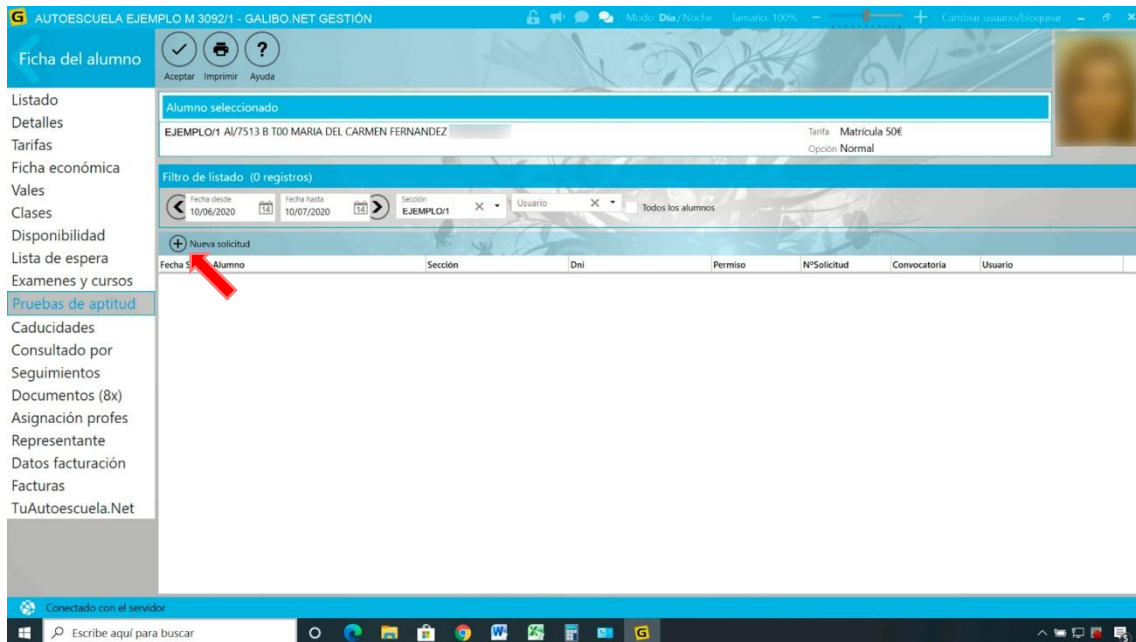 G AUTOESCUELA EJEMPLO M 3092/1 - GALIBO.NET GESTIÓN Modo Día/Noche Tamaño: 100% Cambiar usuario/bloquear
Ficha del alumno
Aceptar Imprimir Ayuda
Listado
Detalles
Tarifas
Ficha económica
Vales
Clases
Disponibilidad
Lista de espera
Examenes y cursos
Pruebas de aptitud
Caducidades
Consultado por
Seguimientos
Documentos (8x)
Asignación profes
Representante
Datos facturación
Facturas
TuAutoescuela.Net
Alumno seleccionado
EJEMPLO/1 Al/7513 B T00 MARIA DEL CARMEN FERNANDEZ
Tarifa Matrícula 50€
Opción Normal
Filtro de listado (0 registros)
Fecha desde 10/06/2020 14
Fecha hasta 10/07/2020 14
Sección EJEMPLO/1
Usuario
Todos los alumnos
Nueva solicitud
Fecha S Alumno Sección Dni Permiso NºSolicitud Convocatoria Usuario
Conectado con el servidor
Escribe aquí para buscar